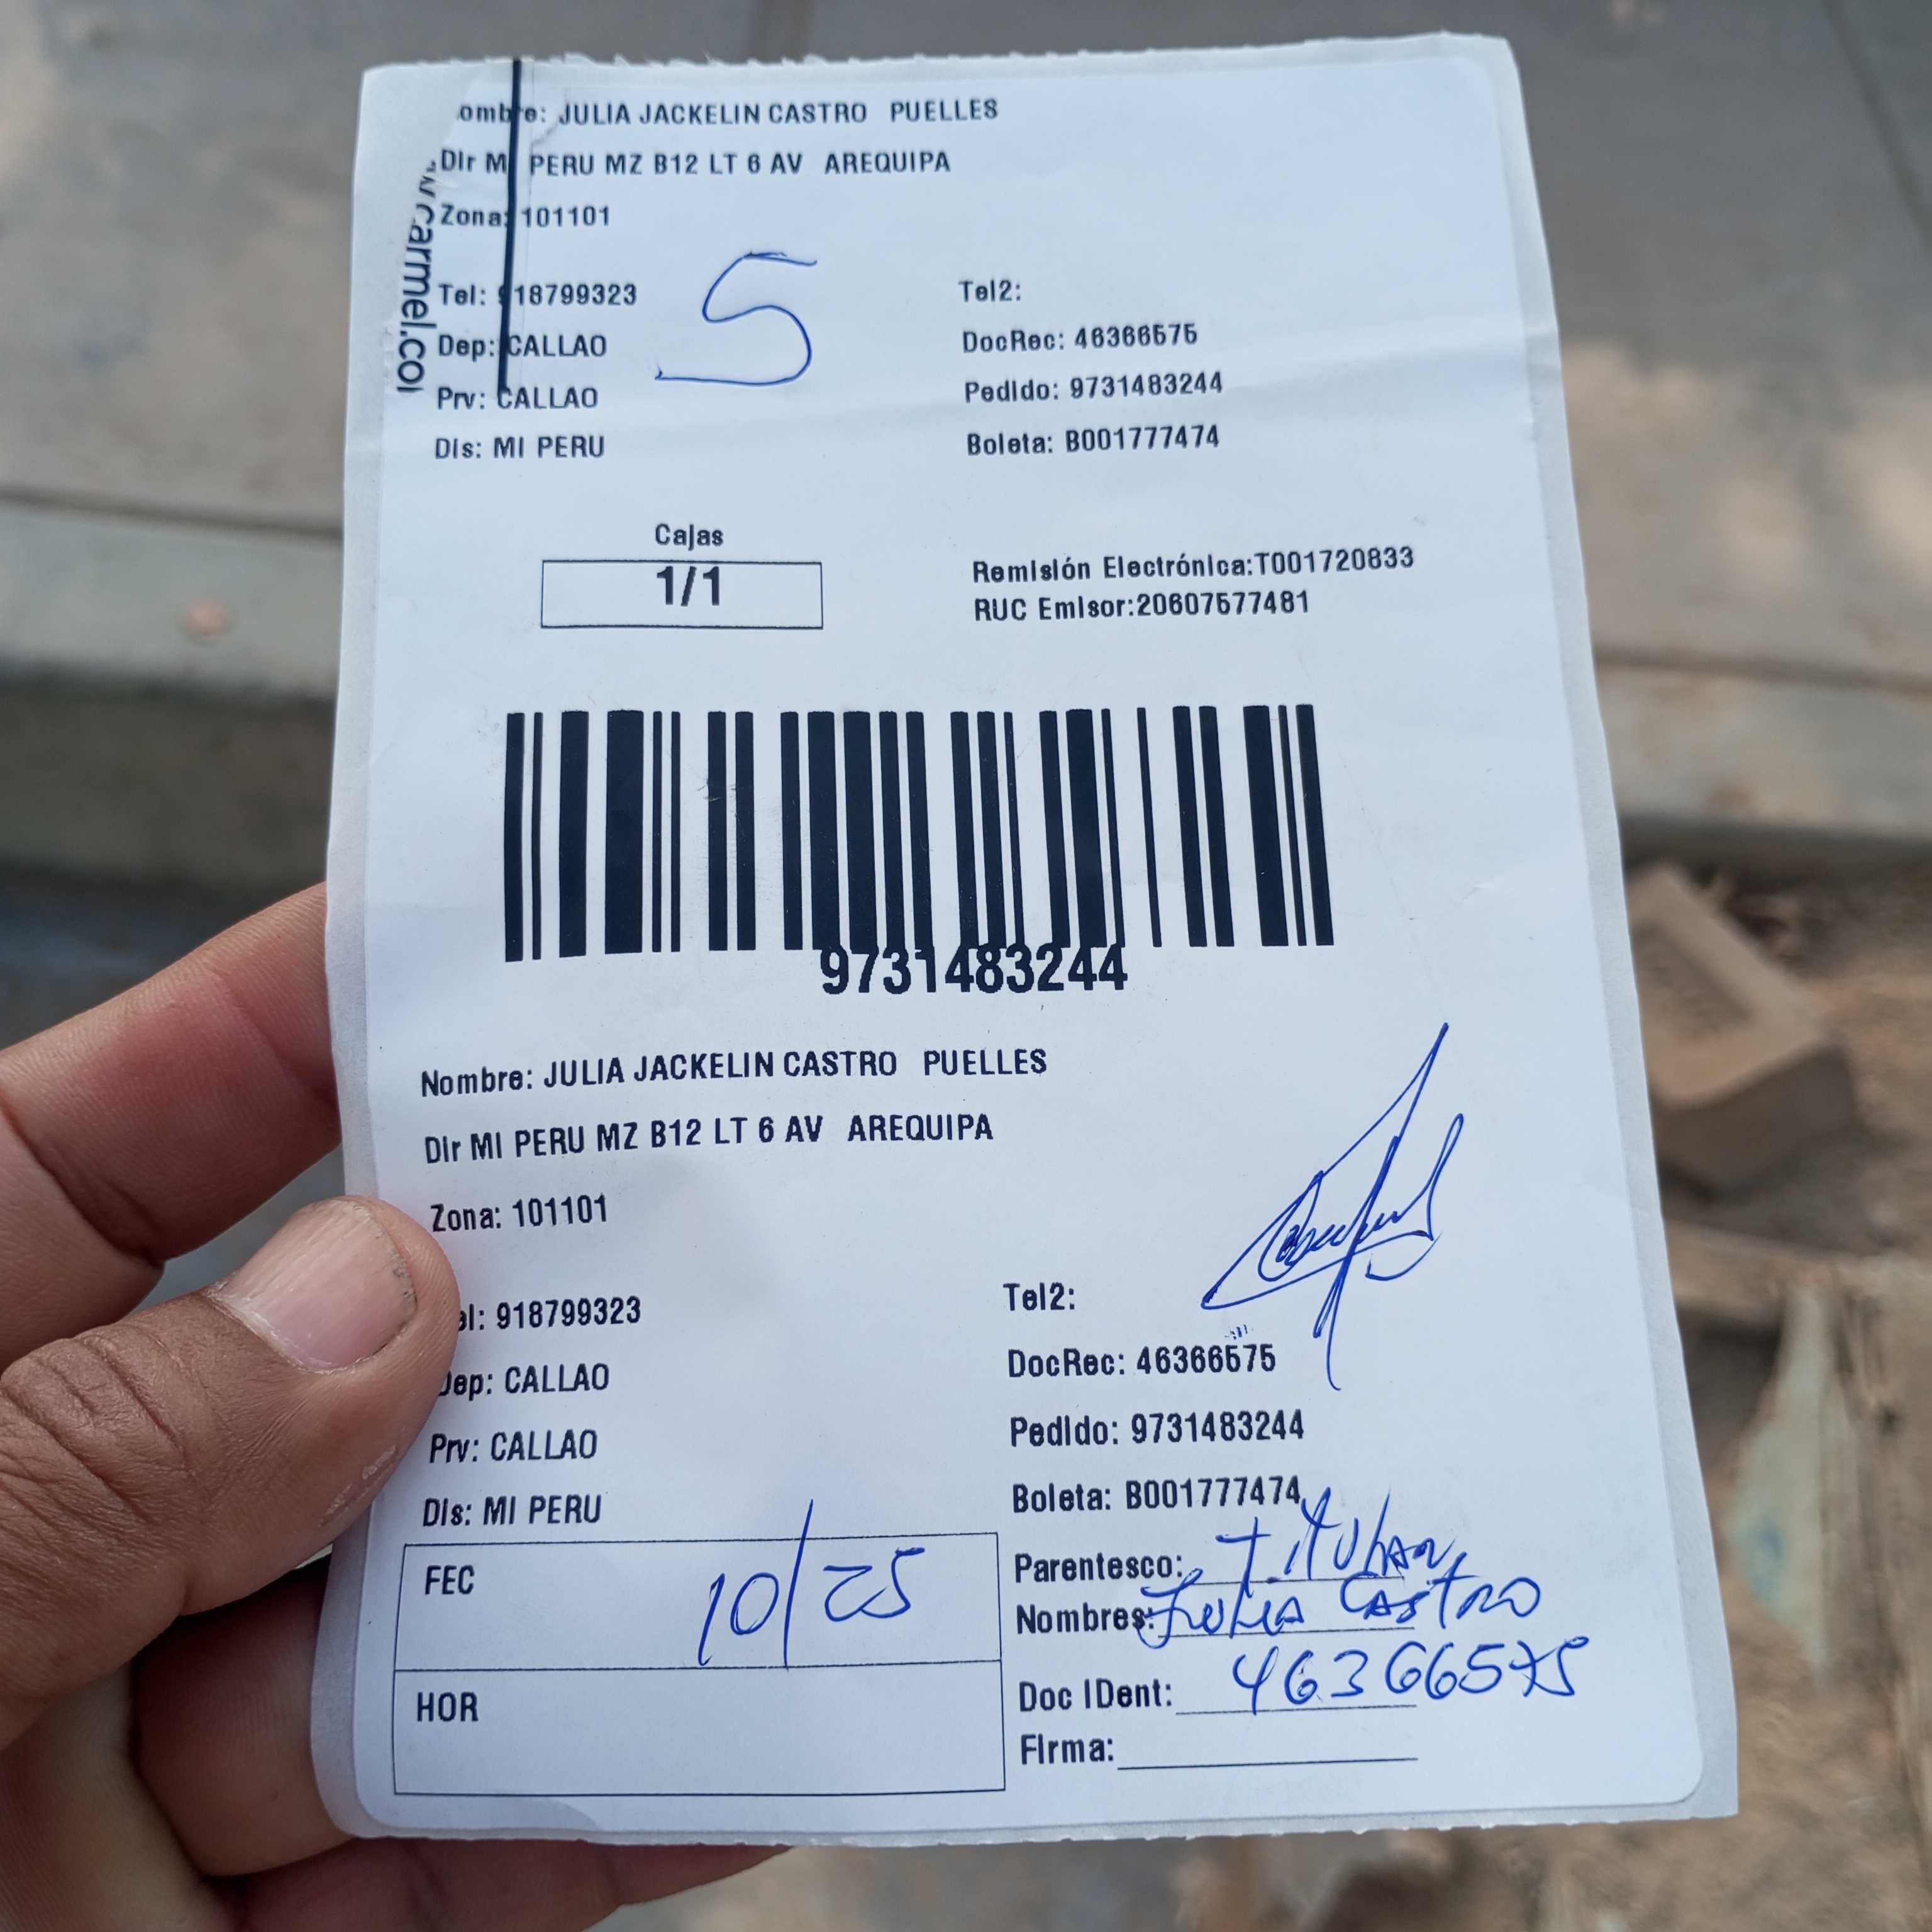 ombre: JULIA JACKELIN CASTRO PUELLES
Dir M PERU MZ B12 LT 6 AV AREQUIPA
Zona: 101101
carmel.co
Tel: 918799323
5
Tel2:
Dep: CALLAO
DocRec: 46366575
Prv: CALLAO
Pedido: 9731483244
Dis: MI PERU
Boleta: B001777474
Cajas
1/1
Remisión Electrónica:T001720833
RUC Emisor:20607577481
9731483244
Nombre: JULIA JACKELIN CASTRO PUELLES
Dir MI PERU MZ B12 LT 6 AV AREQUIPA
Zona: 101101
el: 918799323
Tel2:
Dep: CALLAO
DocRec: 46366575
Prv: CALLAO
Pedido: 9731483244
Dis: MI PERU
Boleta: B001777474
FEC 10/25
Parentesco: Titular
Nombres: Julia Castro
HOR
Doc IDent: 46366575
Firma: